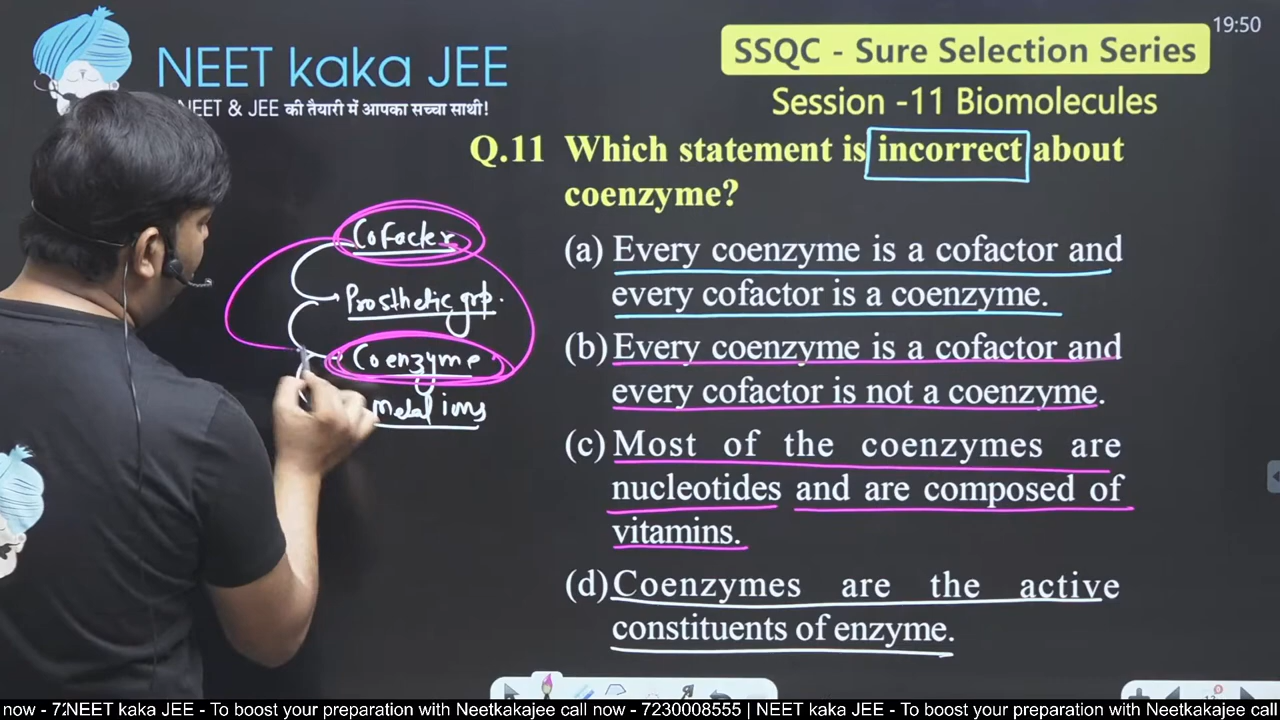 19:50
NEET kaka JEE
NEET & JEE की तैयारी में आपका सच्चा साथी!
SSQC - Sure Selection Series
Session -11 Biomolecules
Q.11 Which statement is incorrect about
coenzyme?
(a) Every coenzyme is a cofactor and
every cofactor is a coenzyme.
(b) Every coenzyme is a cofactor and
every cofactor is not a coenzyme.
(c) Most of the coenzymes are
nucleotides and are composed of
vitamins.
(d) Coenzymes are the active
constituents of enzyme.
Cofactor
Prosthetic grp.
Coenzyme
Metal ions
now - 72NEET kaka JEE - To boost your preparation with Neetkakajee call now - 7230008555 | NEET kaka JEE - To boost your preparation with Neetkakajee call